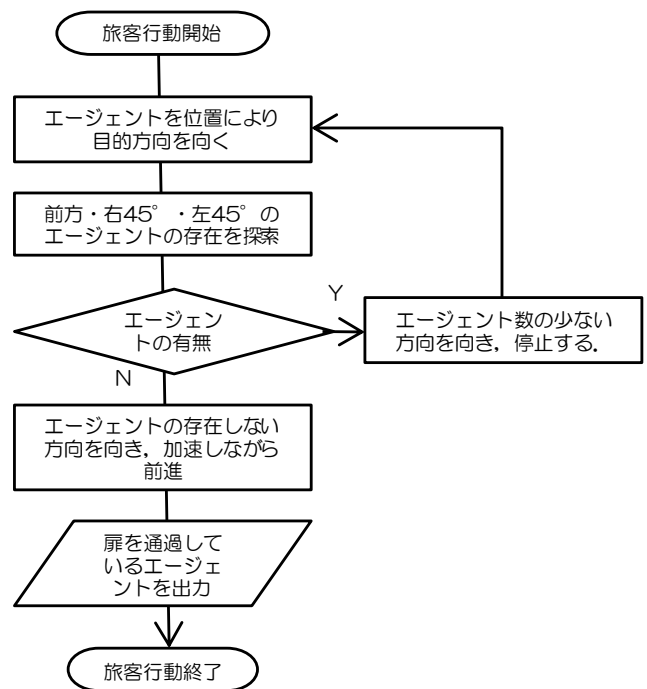 旅客行動開始
エージェントを位置により
目的方向を向く
前方・右45°・左45°の
エージェントの存在を探索
エージェン
トの有無
Y
エージェント数の少ない
方向を向き，停止する．
N
エージェントの存在しない
方向を向き，加速しながら
前進
扉を通過して
いるエージェ
ントを出力
旅客行動終了